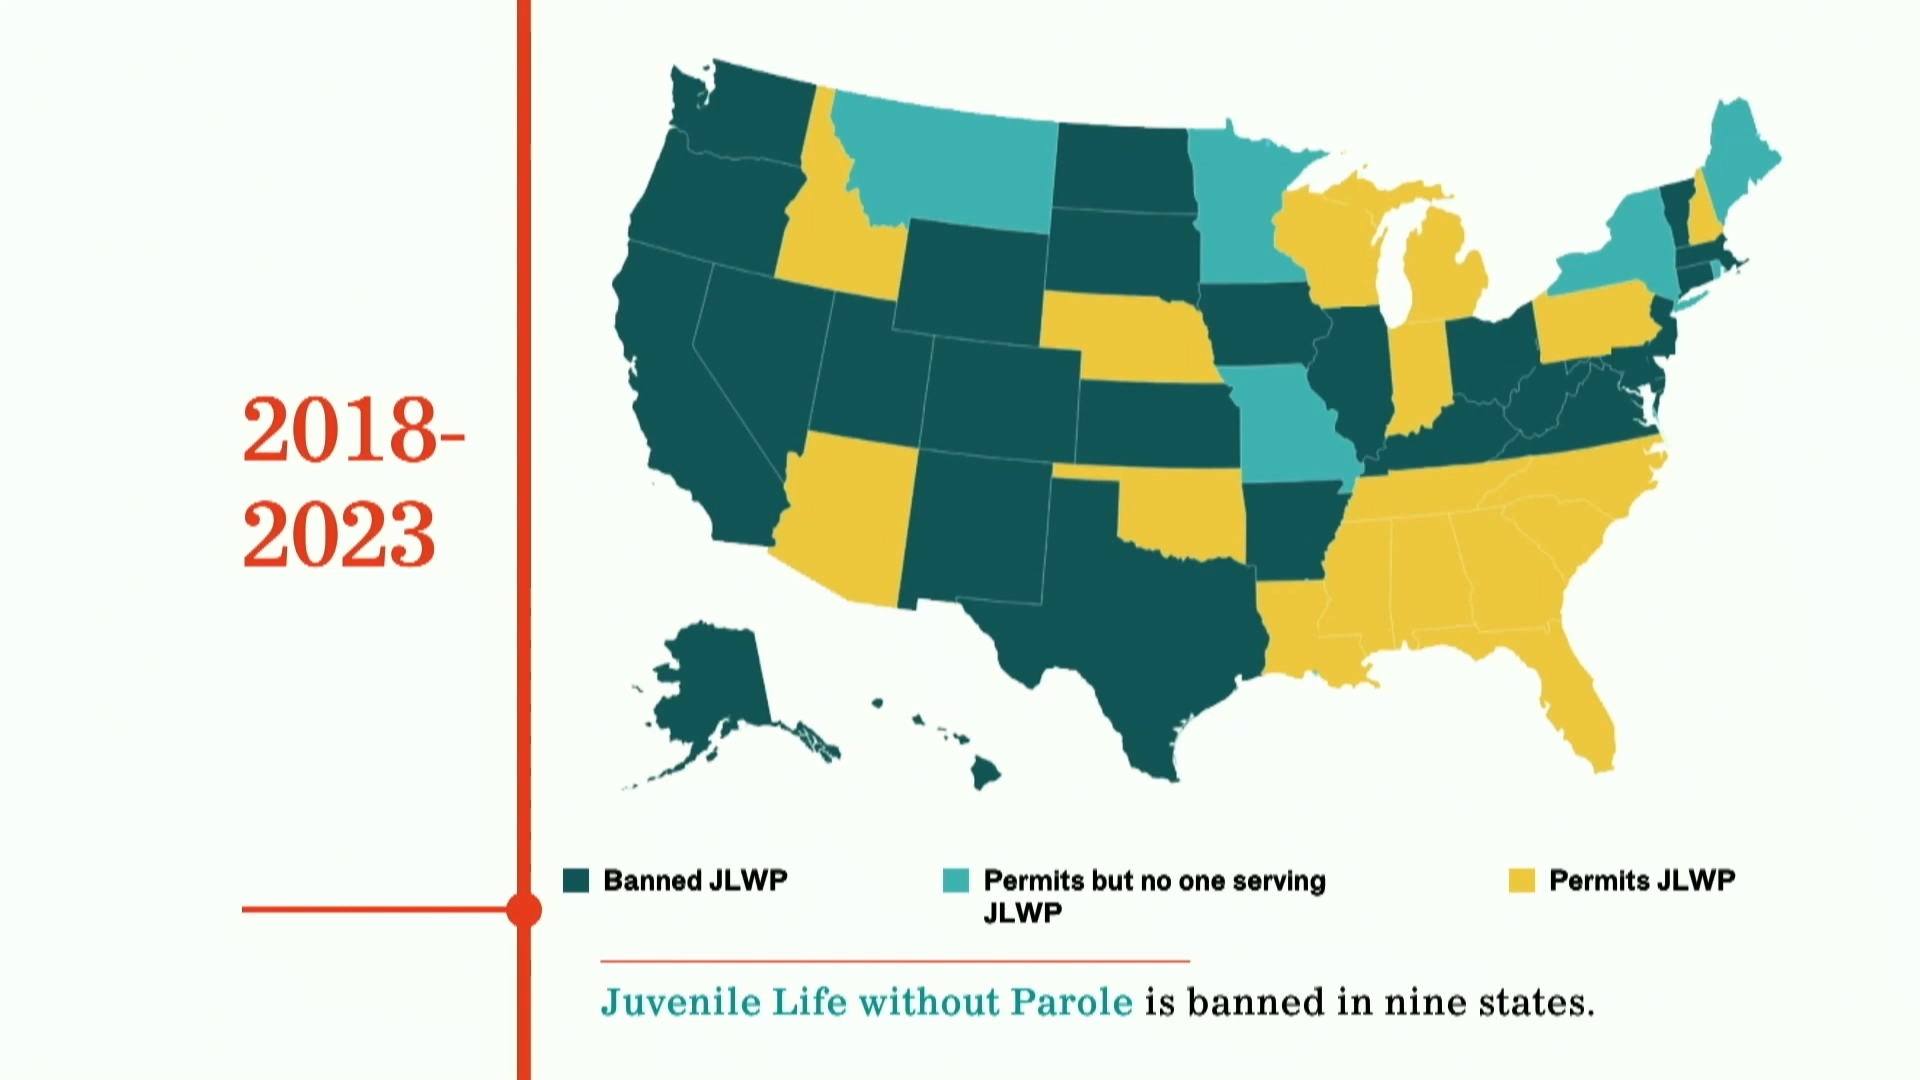 2018-
2023
Banned JLWP
Permits but no one serving
JLWP
Permits JLWP
Juvenile Life without Parole is banned in nine states.